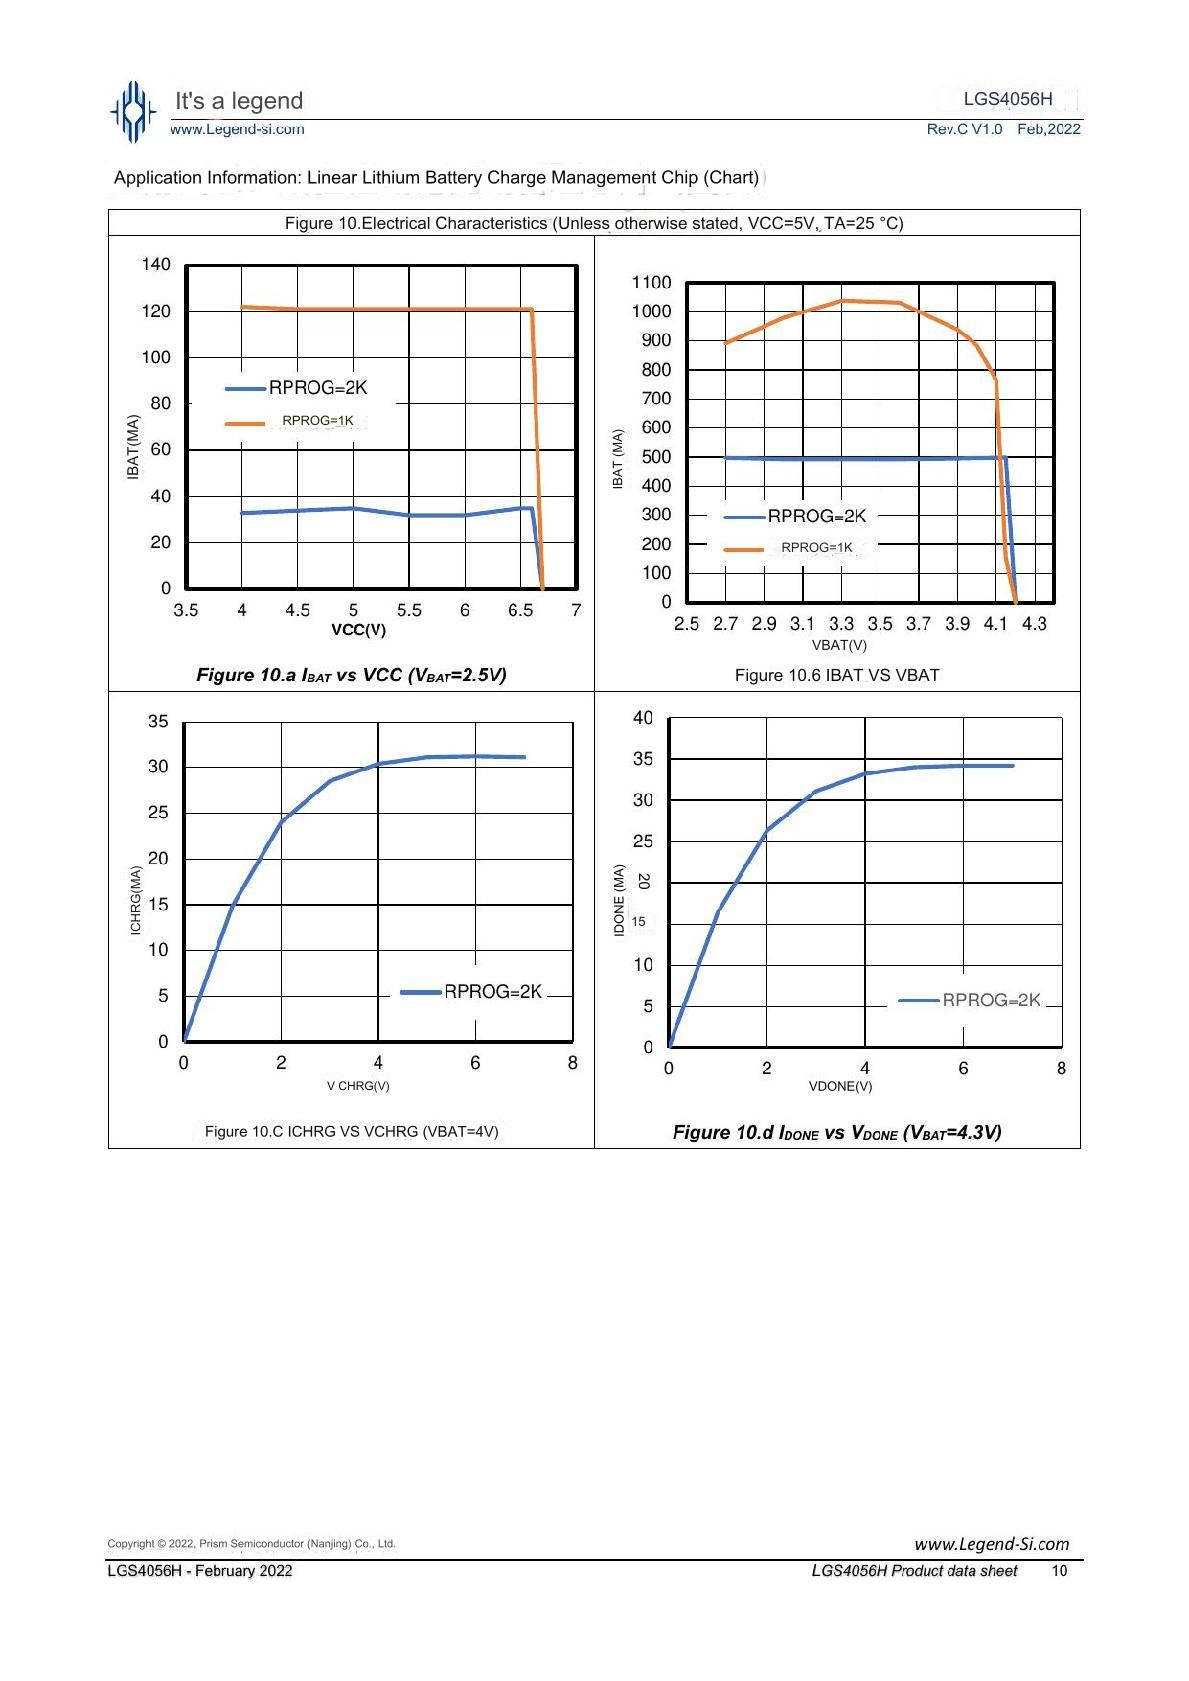 It's a legend
LGS4056H
www.Legend-si.com
Rev.C V1.0 Feb,2022
Application Information: Linear Lithium Battery Charge Management Chip (Chart)
Figure 10.Electrical Characteristics (Unless otherwise stated, VCC=5V, TA=25 °C)
140
120
100
80
60
40
20
0
IBAT(MA)
RPROG=2K
RPROG=1K
3.5 4 4.5 5 5.5 6 6.5 7
VCC(V)
Figure 10.a IBAT vs VCC (VBAT=2.5V)
1100
1000
900
800
700
600
500
400
300
200
100
0
IBAT (MA)
RPROG=2K
RPROG=1K
2.5 2.7 2.9 3.1 3.3 3.5 3.7 3.9 4.1 4.3
VBAT(V)
Figure 10.6 IBAT VS VBAT
35
30
25
20
15
10
5
0
ICHRG(MA)
RPROG=2K
0 2 4 6 8
V CHRG(V)
Figure 10.C ICHRG VS VCHRG (VBAT=4V)
40
35
30
25
20
15
10
5
0
IDONE (MA)
RPROG=2K
0 2 4 6 8
VDONE(V)
Figure 10.d IDONE vs VDONE (VBAT=4.3V)
Copyright © 2022, Prism Semiconductor (Nanjing) Co., Ltd.
www.Legend-Si.com
LGS4056H - February 2022
LGS4056H Product data sheet 10